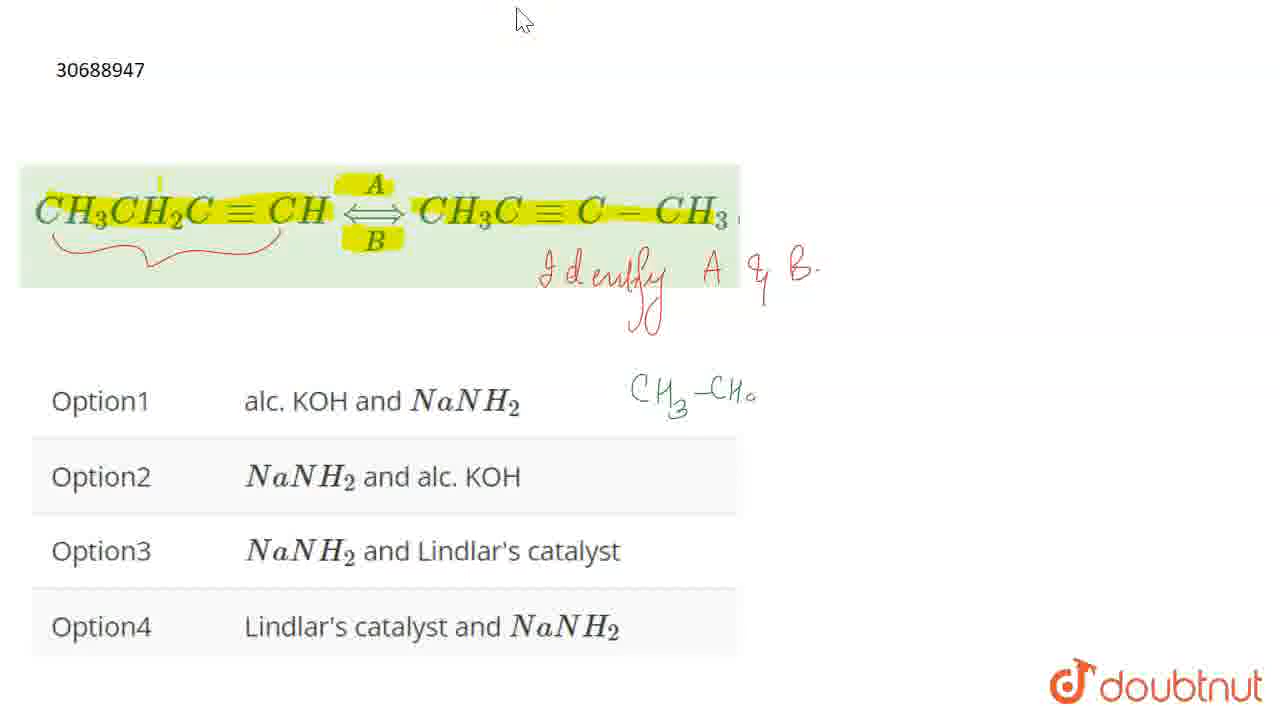 30688947
A
CH₃CH₂C ≡ CH ⟺ CH₃C ≡ C − CH₃.
B
Identify A & B.
Option1 alc. KOH and NaNH₂
CH₃-CH₂
Option2 NaNH₂ and alc. KOH
Option3 NaNH₂ and Lindlar's catalyst
Option4 Lindlar's catalyst and NaNH₂
doubtnut